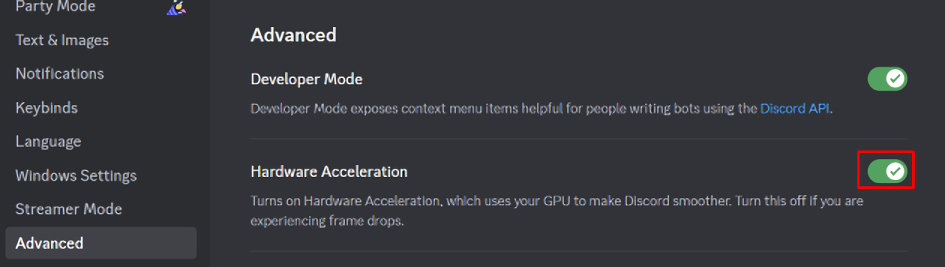 Party Mode
Text & Images
Notifications
Keybinds
Language
Windows Settings
Streamer Mode
Advanced
Advanced
Developer Mode
Developer Mode exposes context menu items helpful for people writing bots using the Discord API.
Hardware Acceleration
Turns on Hardware Acceleration, which uses your GPU to make Discord smoother. Turn this off if you are
experiencing frame drops.